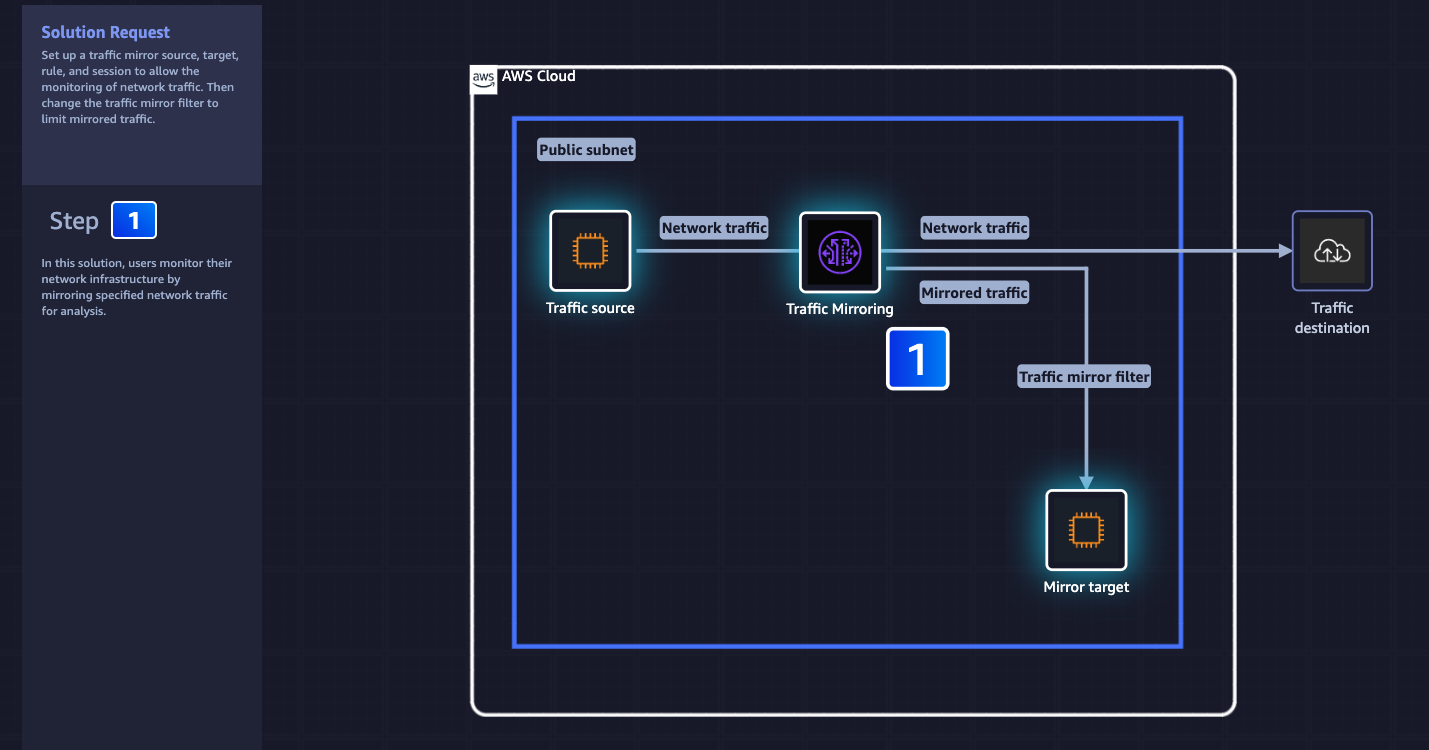 Solution Request
Set up a traffic mirror source, target,
rule, and session to allow the
monitoring of network traffic. Then
change the traffic mirror filter to
limit mirrored traffic.
Step 1
In this solution, users monitor their
network infrastructure by
mirroring specified network traffic
for analysis.
aws AWS Cloud
Public subnet
Network traffic
Network traffic
Traffic source
Traffic Mirroring
Mirrored traffic
Traffic
destination
1
Traffic mirror filter
Mirror target